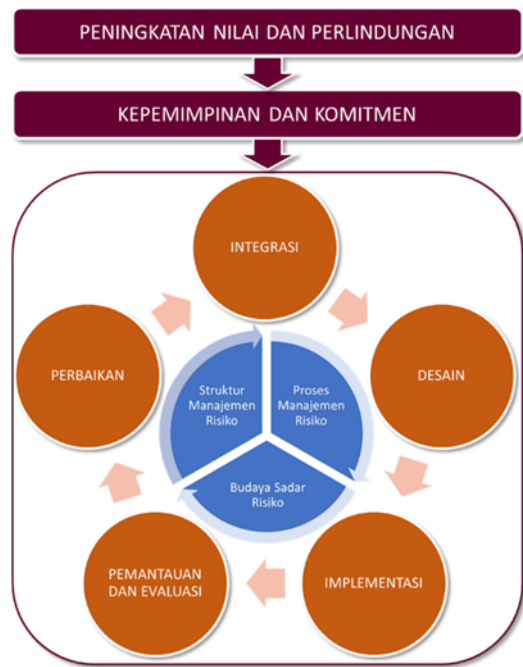 PENINGKATAN NILAI DAN PERLINDUNGAN
KEPEMIMPINAN DAN KOMITMEN
INTEGRASI
PERBAIKAN
DESAIN
Struktur
Manajemen
Risiko
Proses
Manajemen
Risiko
Budaya Sadar
Risiko
PEMANTAUAN
DAN EVALUASI
IMPLEMENTASI